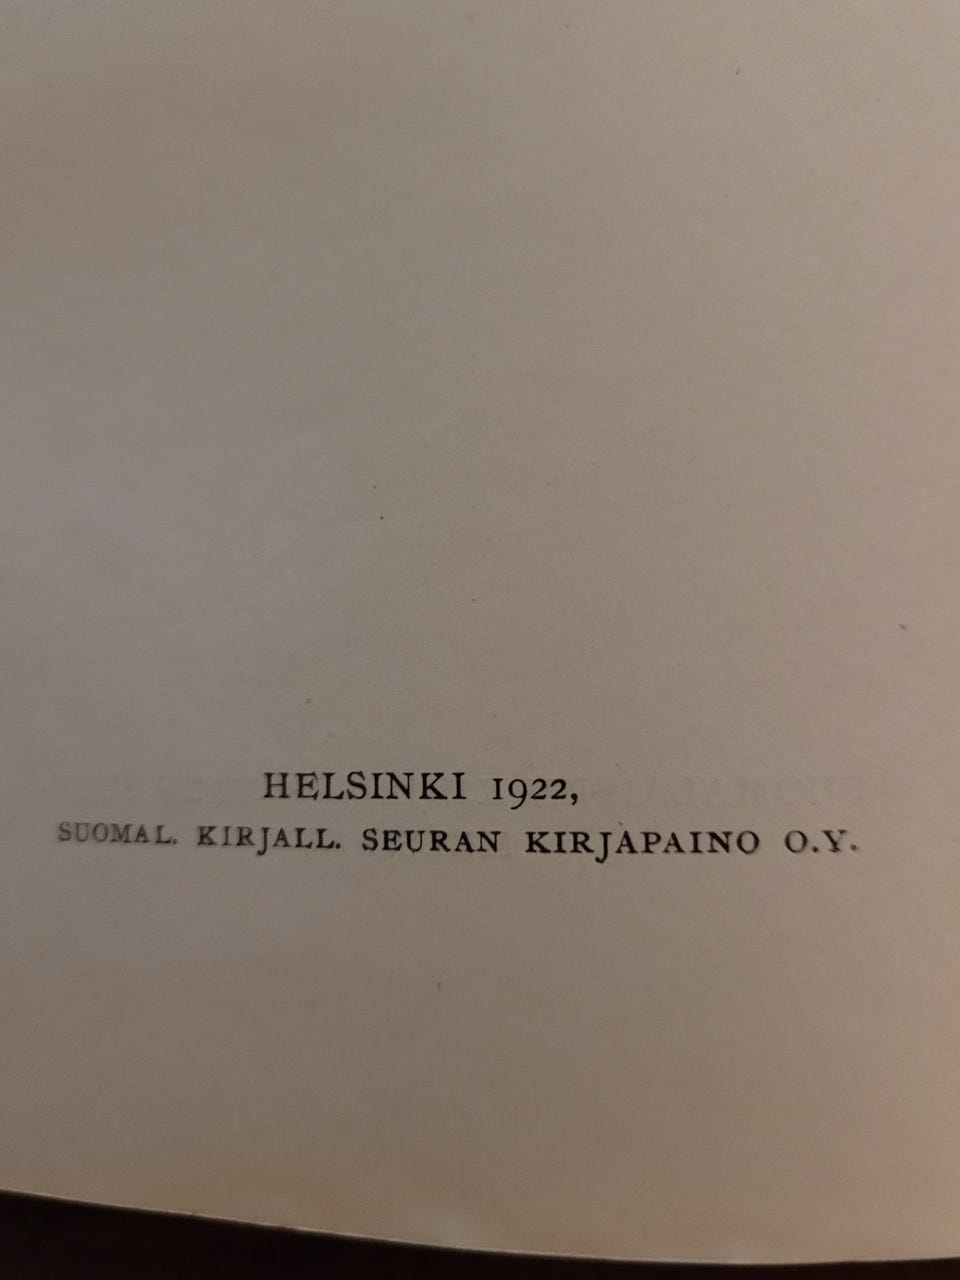 HELSINKI 1922,
SUOMAL. KIRJALL. SEURAN KIRJAPAINO O.Y.